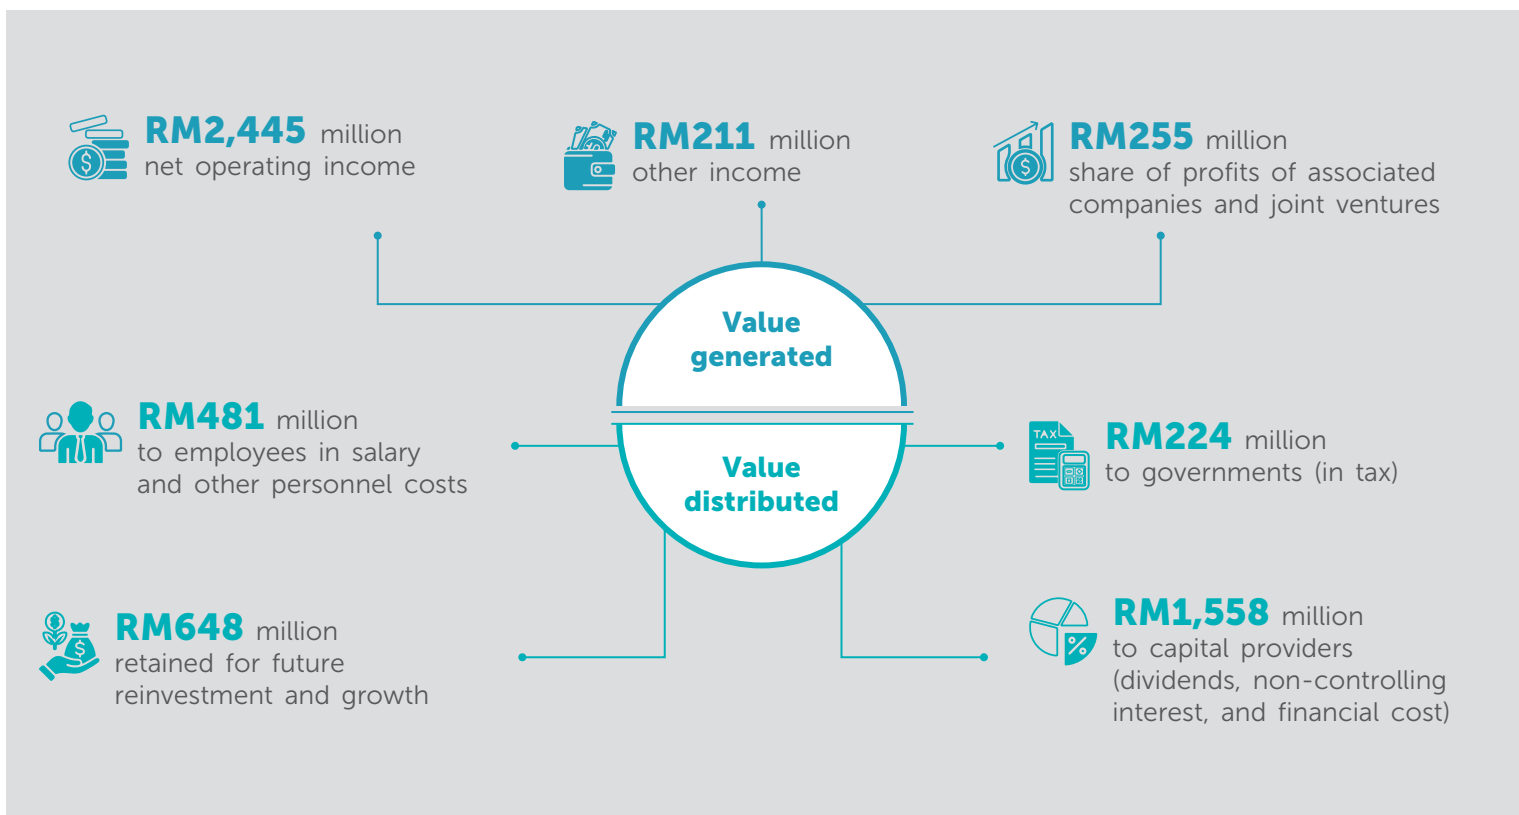 RM2,445 million
net operating income
RM211 million
other income
RM255 million
share of profits of associated
companies and joint ventures
Value
generated
RM481 million
to employees in salary
and other personnel costs
Value
distributed
TAX
RM224 million
to governments (in tax)
RM648 million
retained for future
reinvestment and growth
RM1,558 million
to capital providers
(dividends, non-controlling
interest, and financial cost)